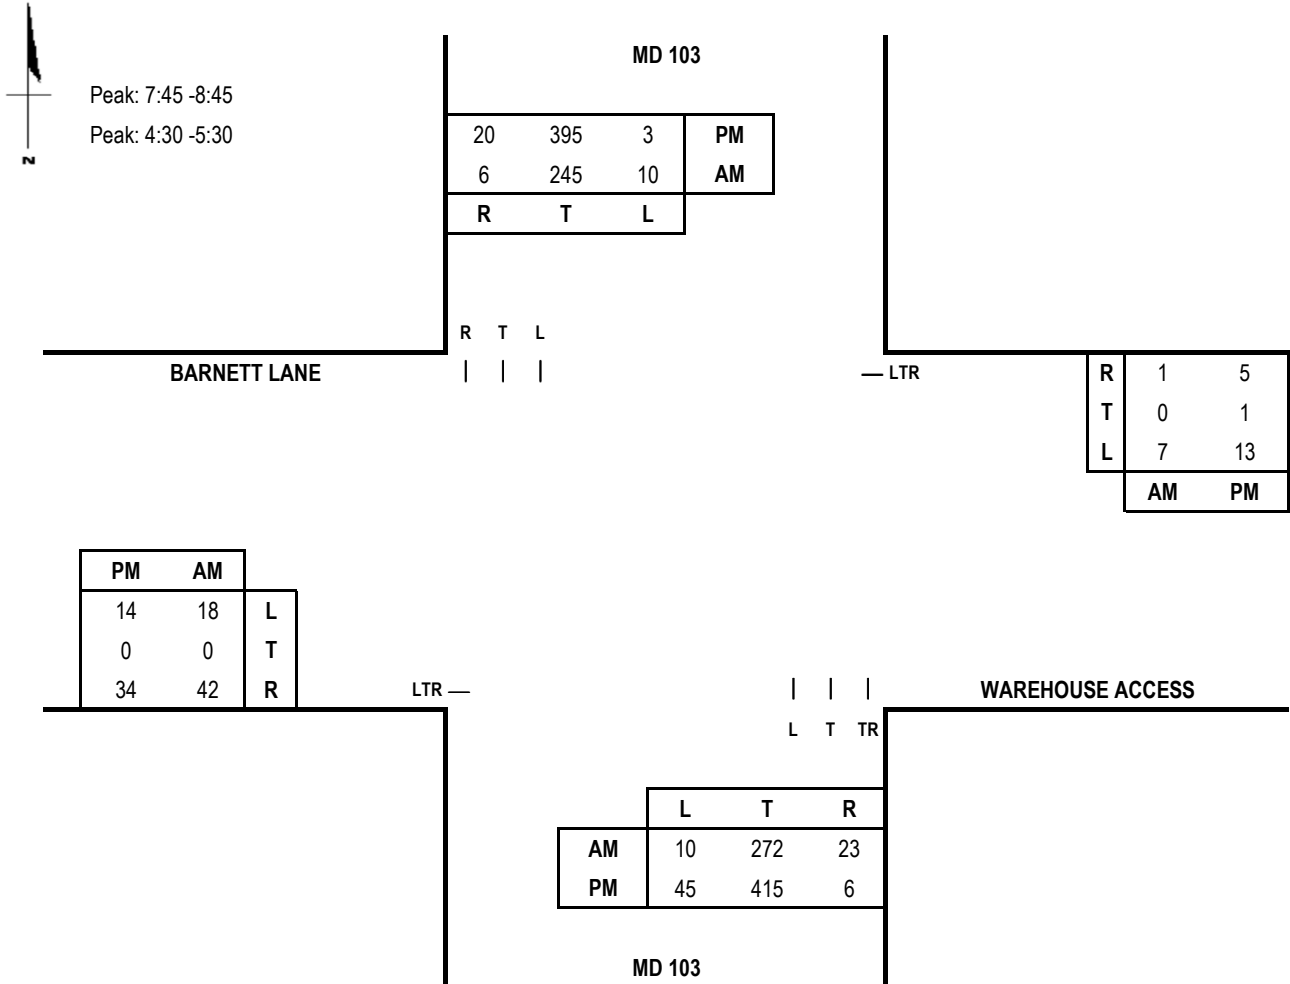 MD 103
Peak: 7:45 -8:45
Peak: 4:30 -5:30
N
20 395 3 PM
6 245 10 AM
R T L
R T L
BARNETT LANE
LTR
R 1 5
T 0 1
L 7 13
AM PM
PM AM
14 18 L
0 0 T
34 42 R
LTR
WAREHOUSE ACCESS
L T TR
L T R
AM 10 272 23
PM 45 415 6
MD 103